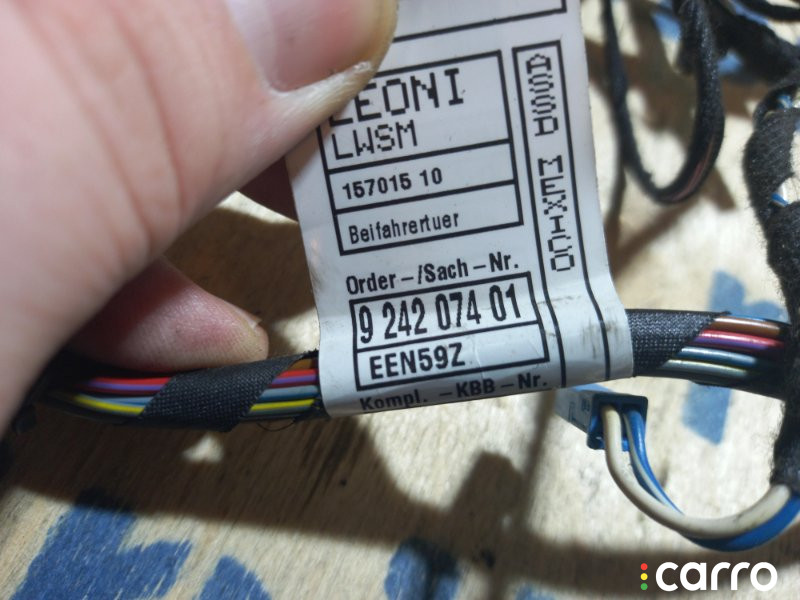 LEONI
LWSM
157015 10
Beifahrertuer
ASSD MEXICO
Order-/Sach-Nr.
9 242 074 01
EEN59Z
Kompl. -KBB-Nr.
carro